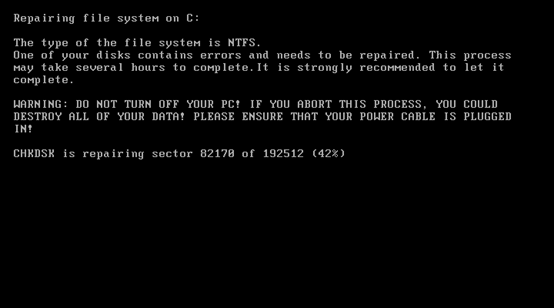 Repairing file system on C:
The type of the file system is NTFS.
One of your disks contains errors and needs to be repaired. This process
may take several hours to complete.It is strongly recommended to let it
complete.
WARNING: DO NOT TURN OFF YOUR PC! IF YOU ABORT THIS PROCESS, YOU COULD
DESTROY ALL OF YOUR DATA! PLEASE ENSURE THAT YOUR POWER CABLE IS PLUGGED
IN!
CHKDSK is repairing sector 82170 of 192512 (42%)